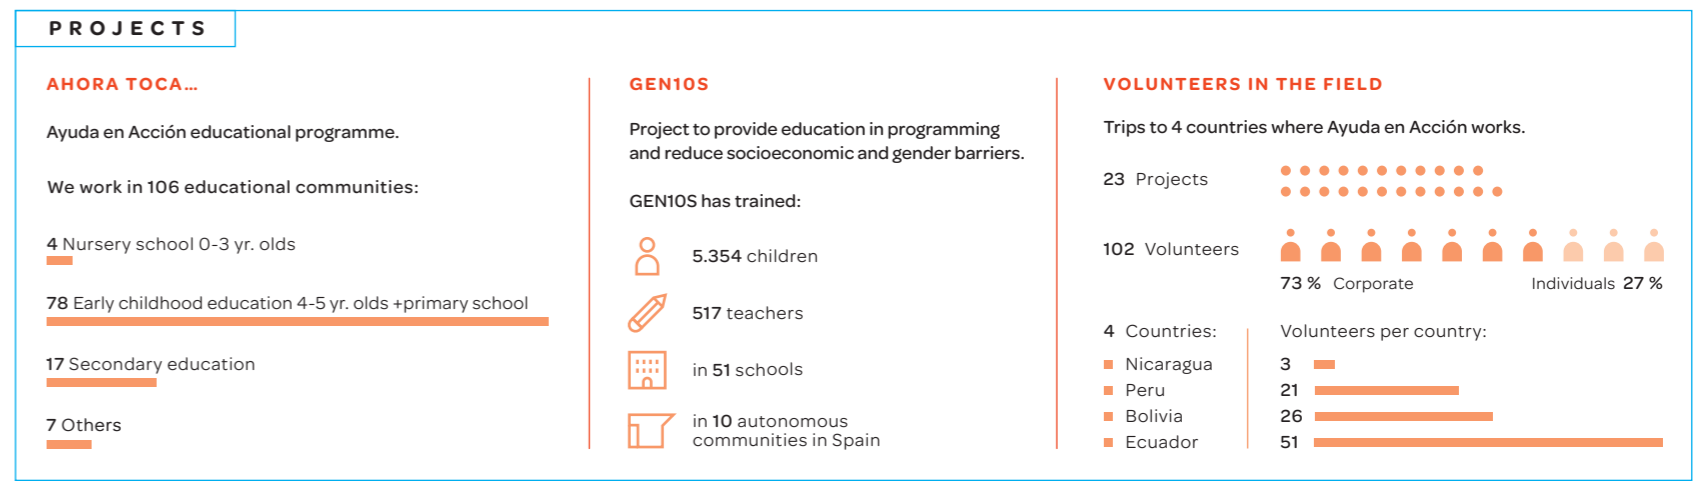 PROJECTS
AHORA TOCA...
Ayuda en Acción educational programme.
We work in 106 educational communities:
4 Nursery school 0-3 yr. olds
78 Early childhood education 4-5 yr. olds +primary school
17 Secondary education
7 Others
GEN10S
Project to provide education in programming
and reduce socioeconomic and gender barriers.
GEN10S has trained:
5.354 children
517 teachers
in 51 schools
in 10 autonomous
communities in Spain
VOLUNTEERS IN THE FIELD
Trips to 4 countries where Ayuda en Acción works.
23 Projects
102 Volunteers
73 % Corporate
Individuals 27 %
4 Countries:
Nicaragua
Peru
Bolivia
Ecuador
Volunteers per country:
3
21
26
51